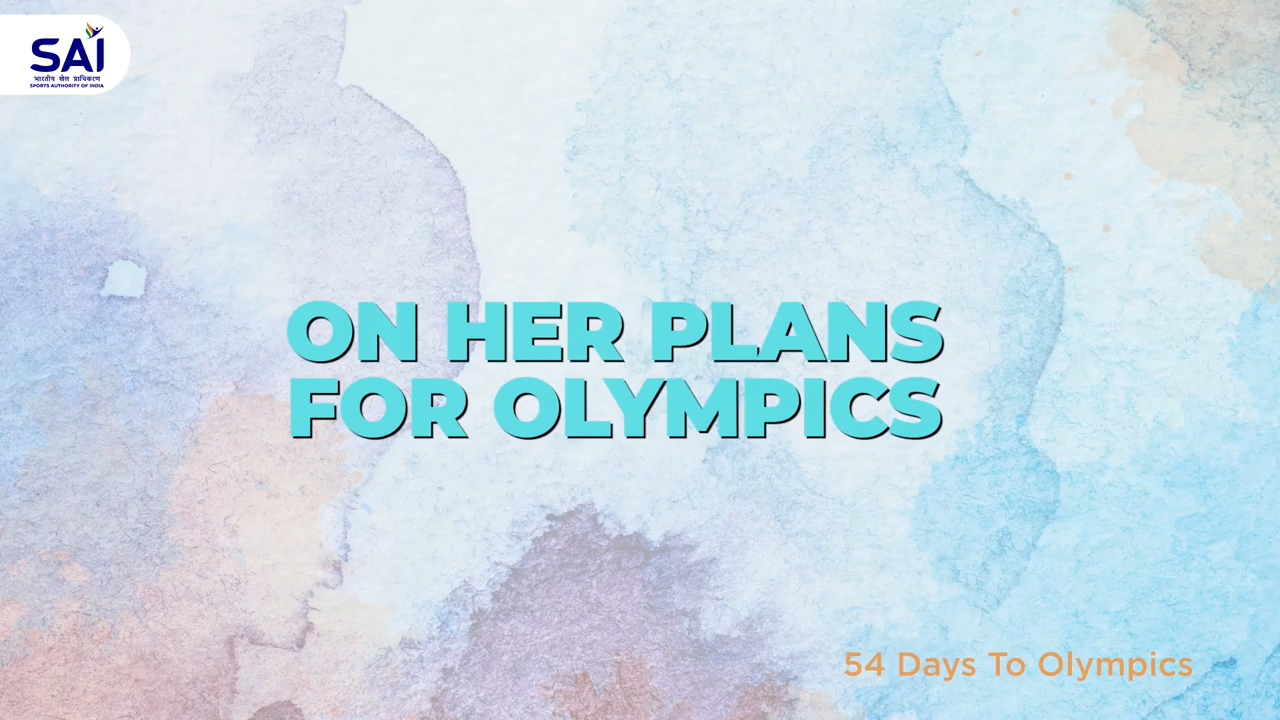 SAI
भारतीय खेल प्राधिकरण
SPORTS AUTHORITY OF INDIA
ON HER PLANS
FOR OLYMPICS
54 Days To Olympics